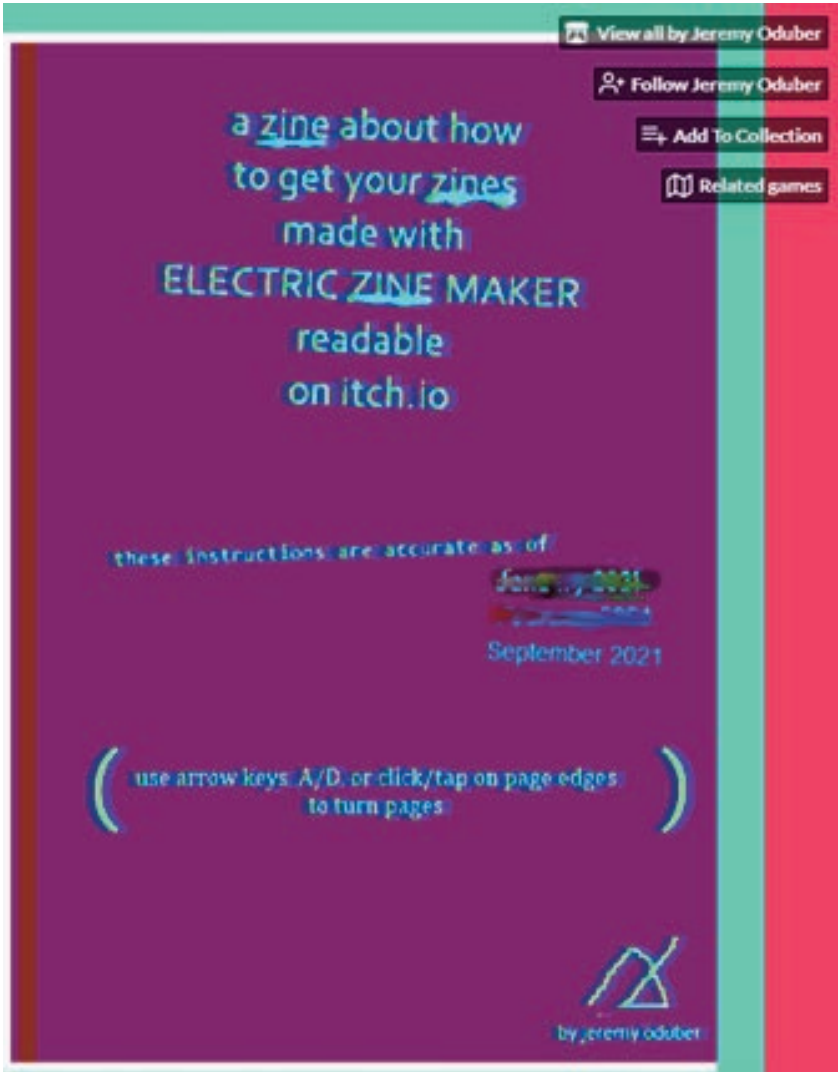 View all by Jeremy Oduber
Follow Jeremy Oduber
Add To Collection
Related games
a zine about how
to get your zines
made with
ELECTRIC ZINE MAKER
readable
on itch.io
these instructions are accurate as of
September 2021
( use arrow keys, A/D, or click/tap on page edges )
to turn pages
by jeremy oduber